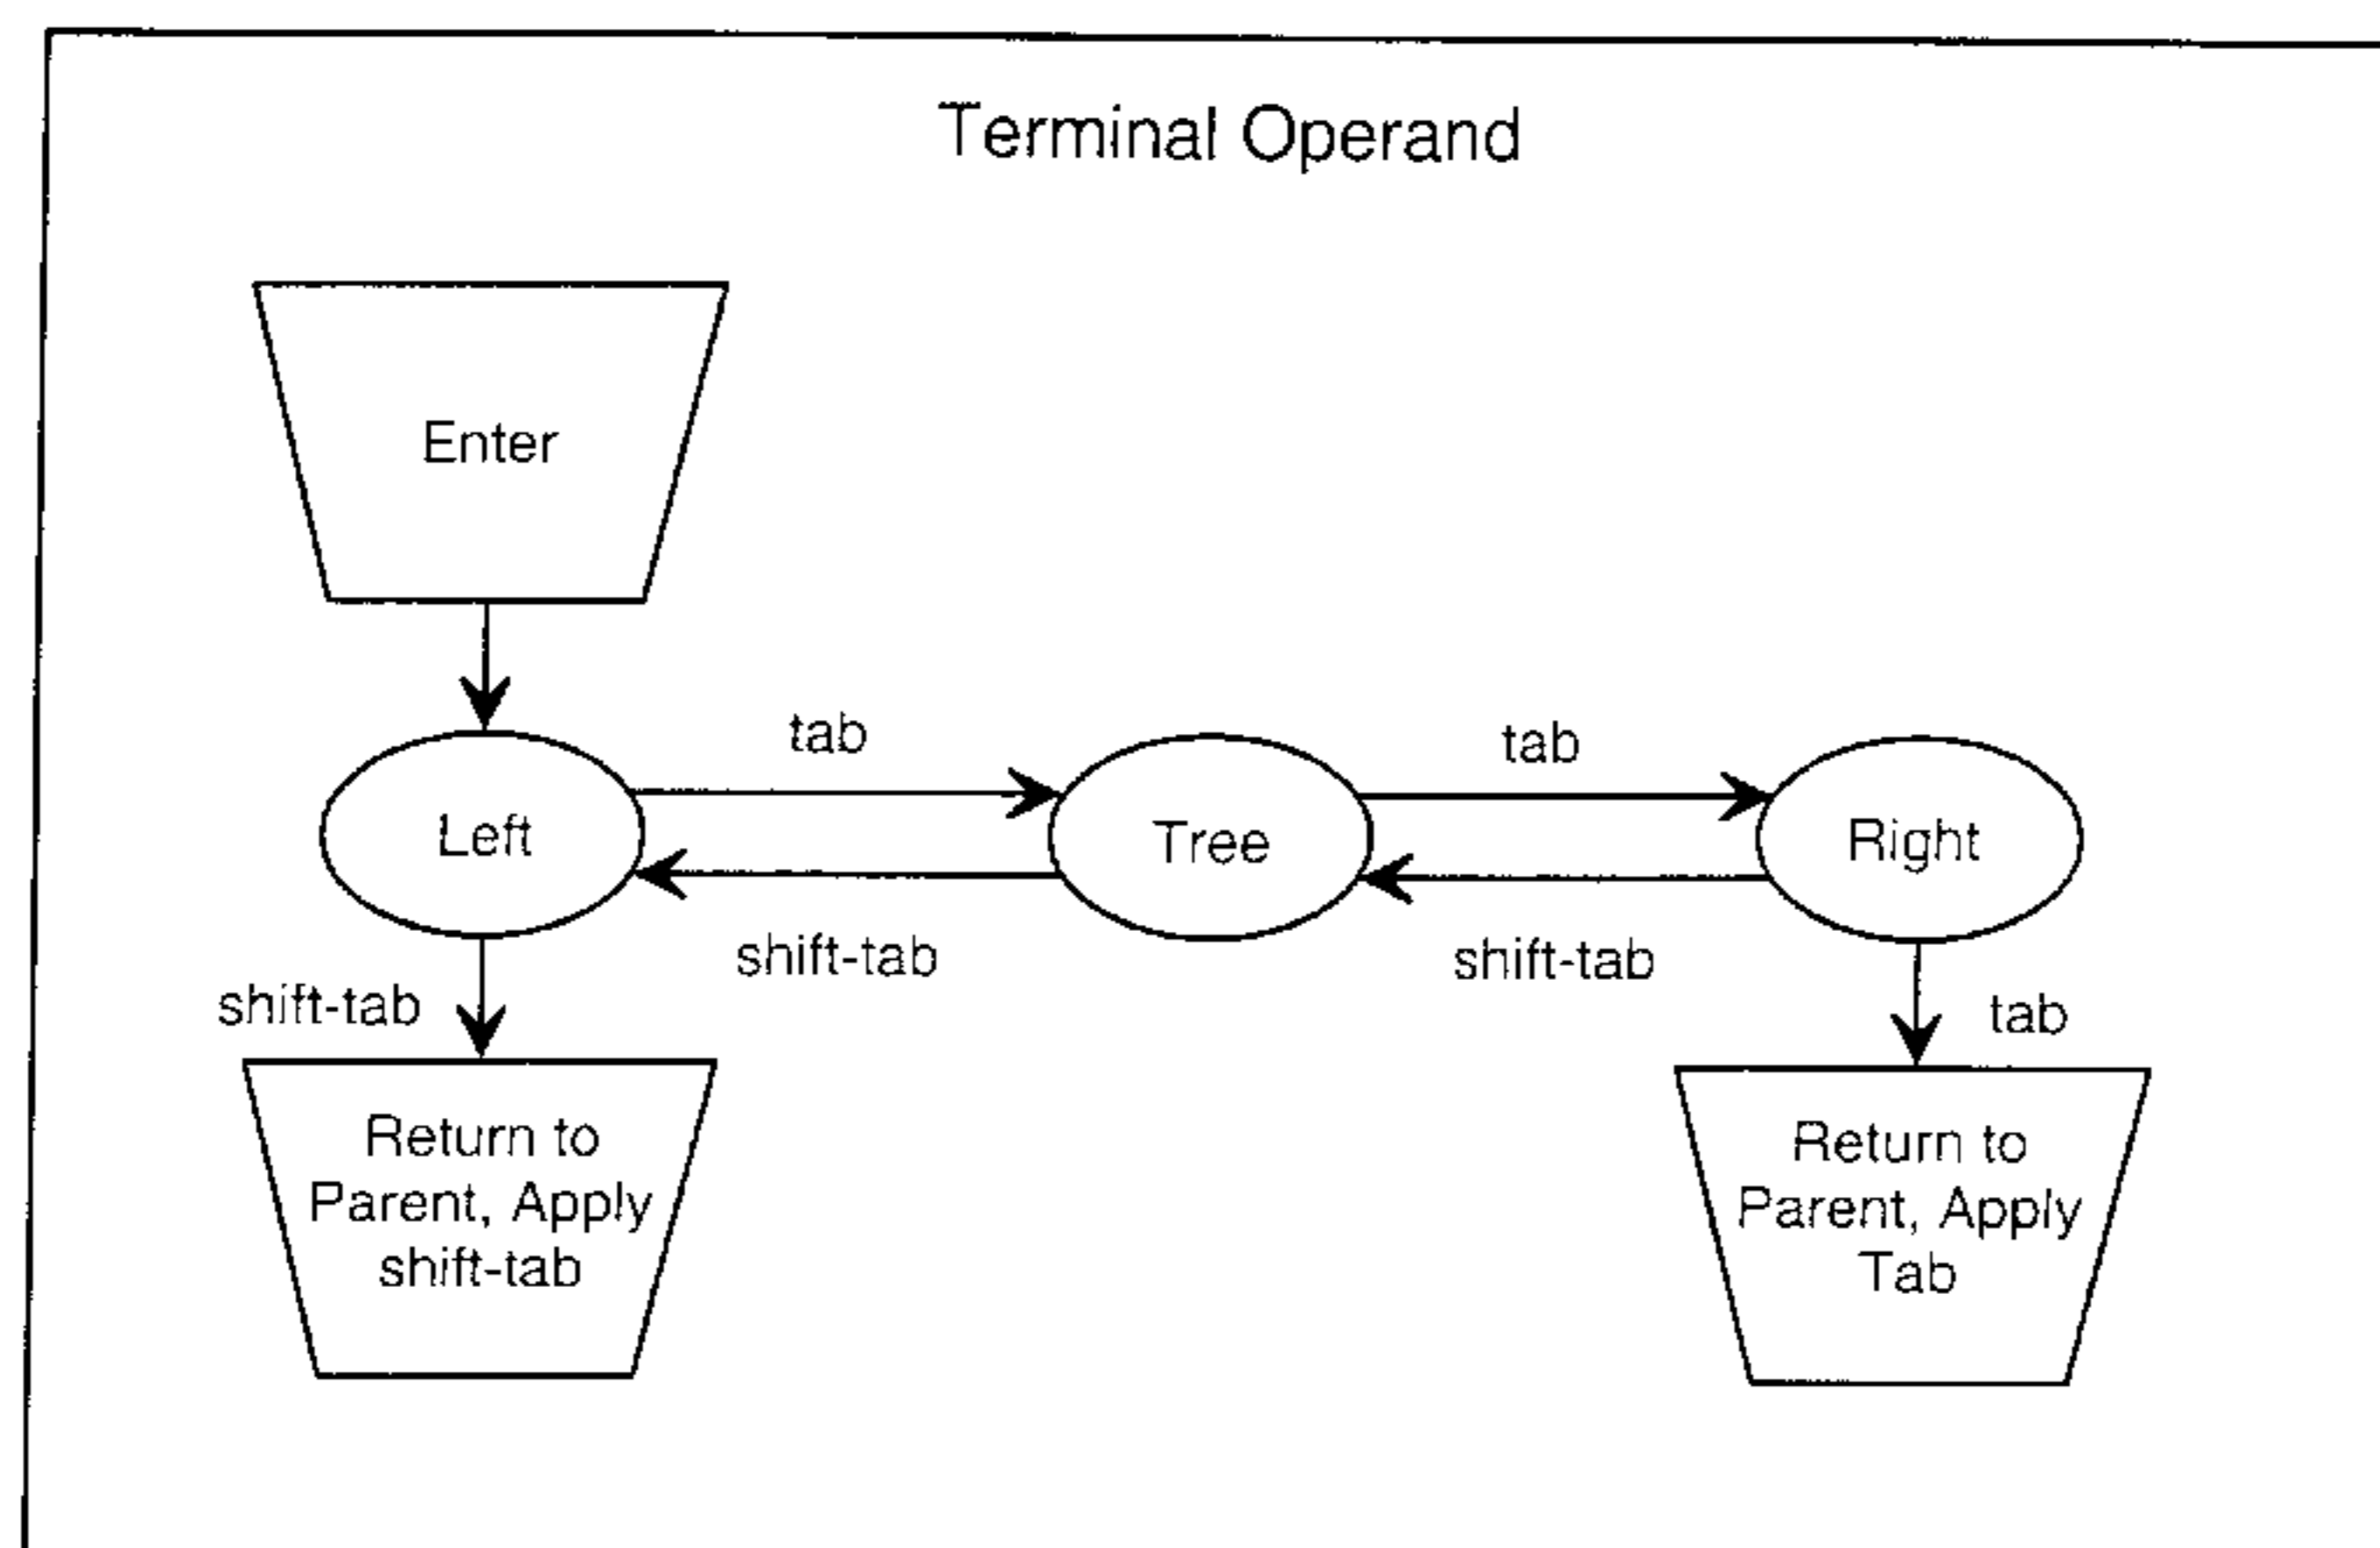 Terminal Operand
Enter
tab
tab
Left
Tree
Right
shift-tab
shift-tab
shift-tab
tab
Return to
Parent, Apply
shift-tab
Return to
Parent, Apply
Tab